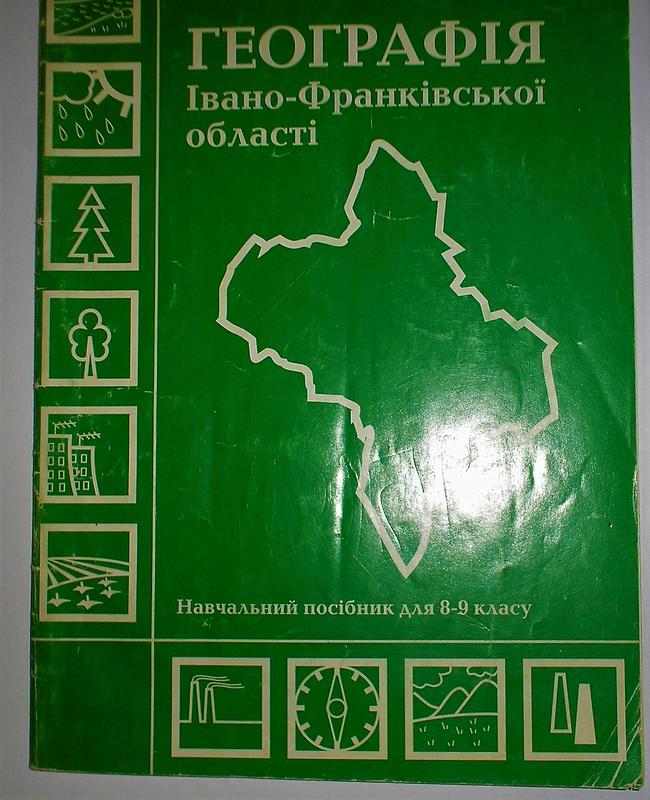 ГЕОГРАФІЯ
Івано-Франківської
області
Навчальний посібник для 8-9 класу